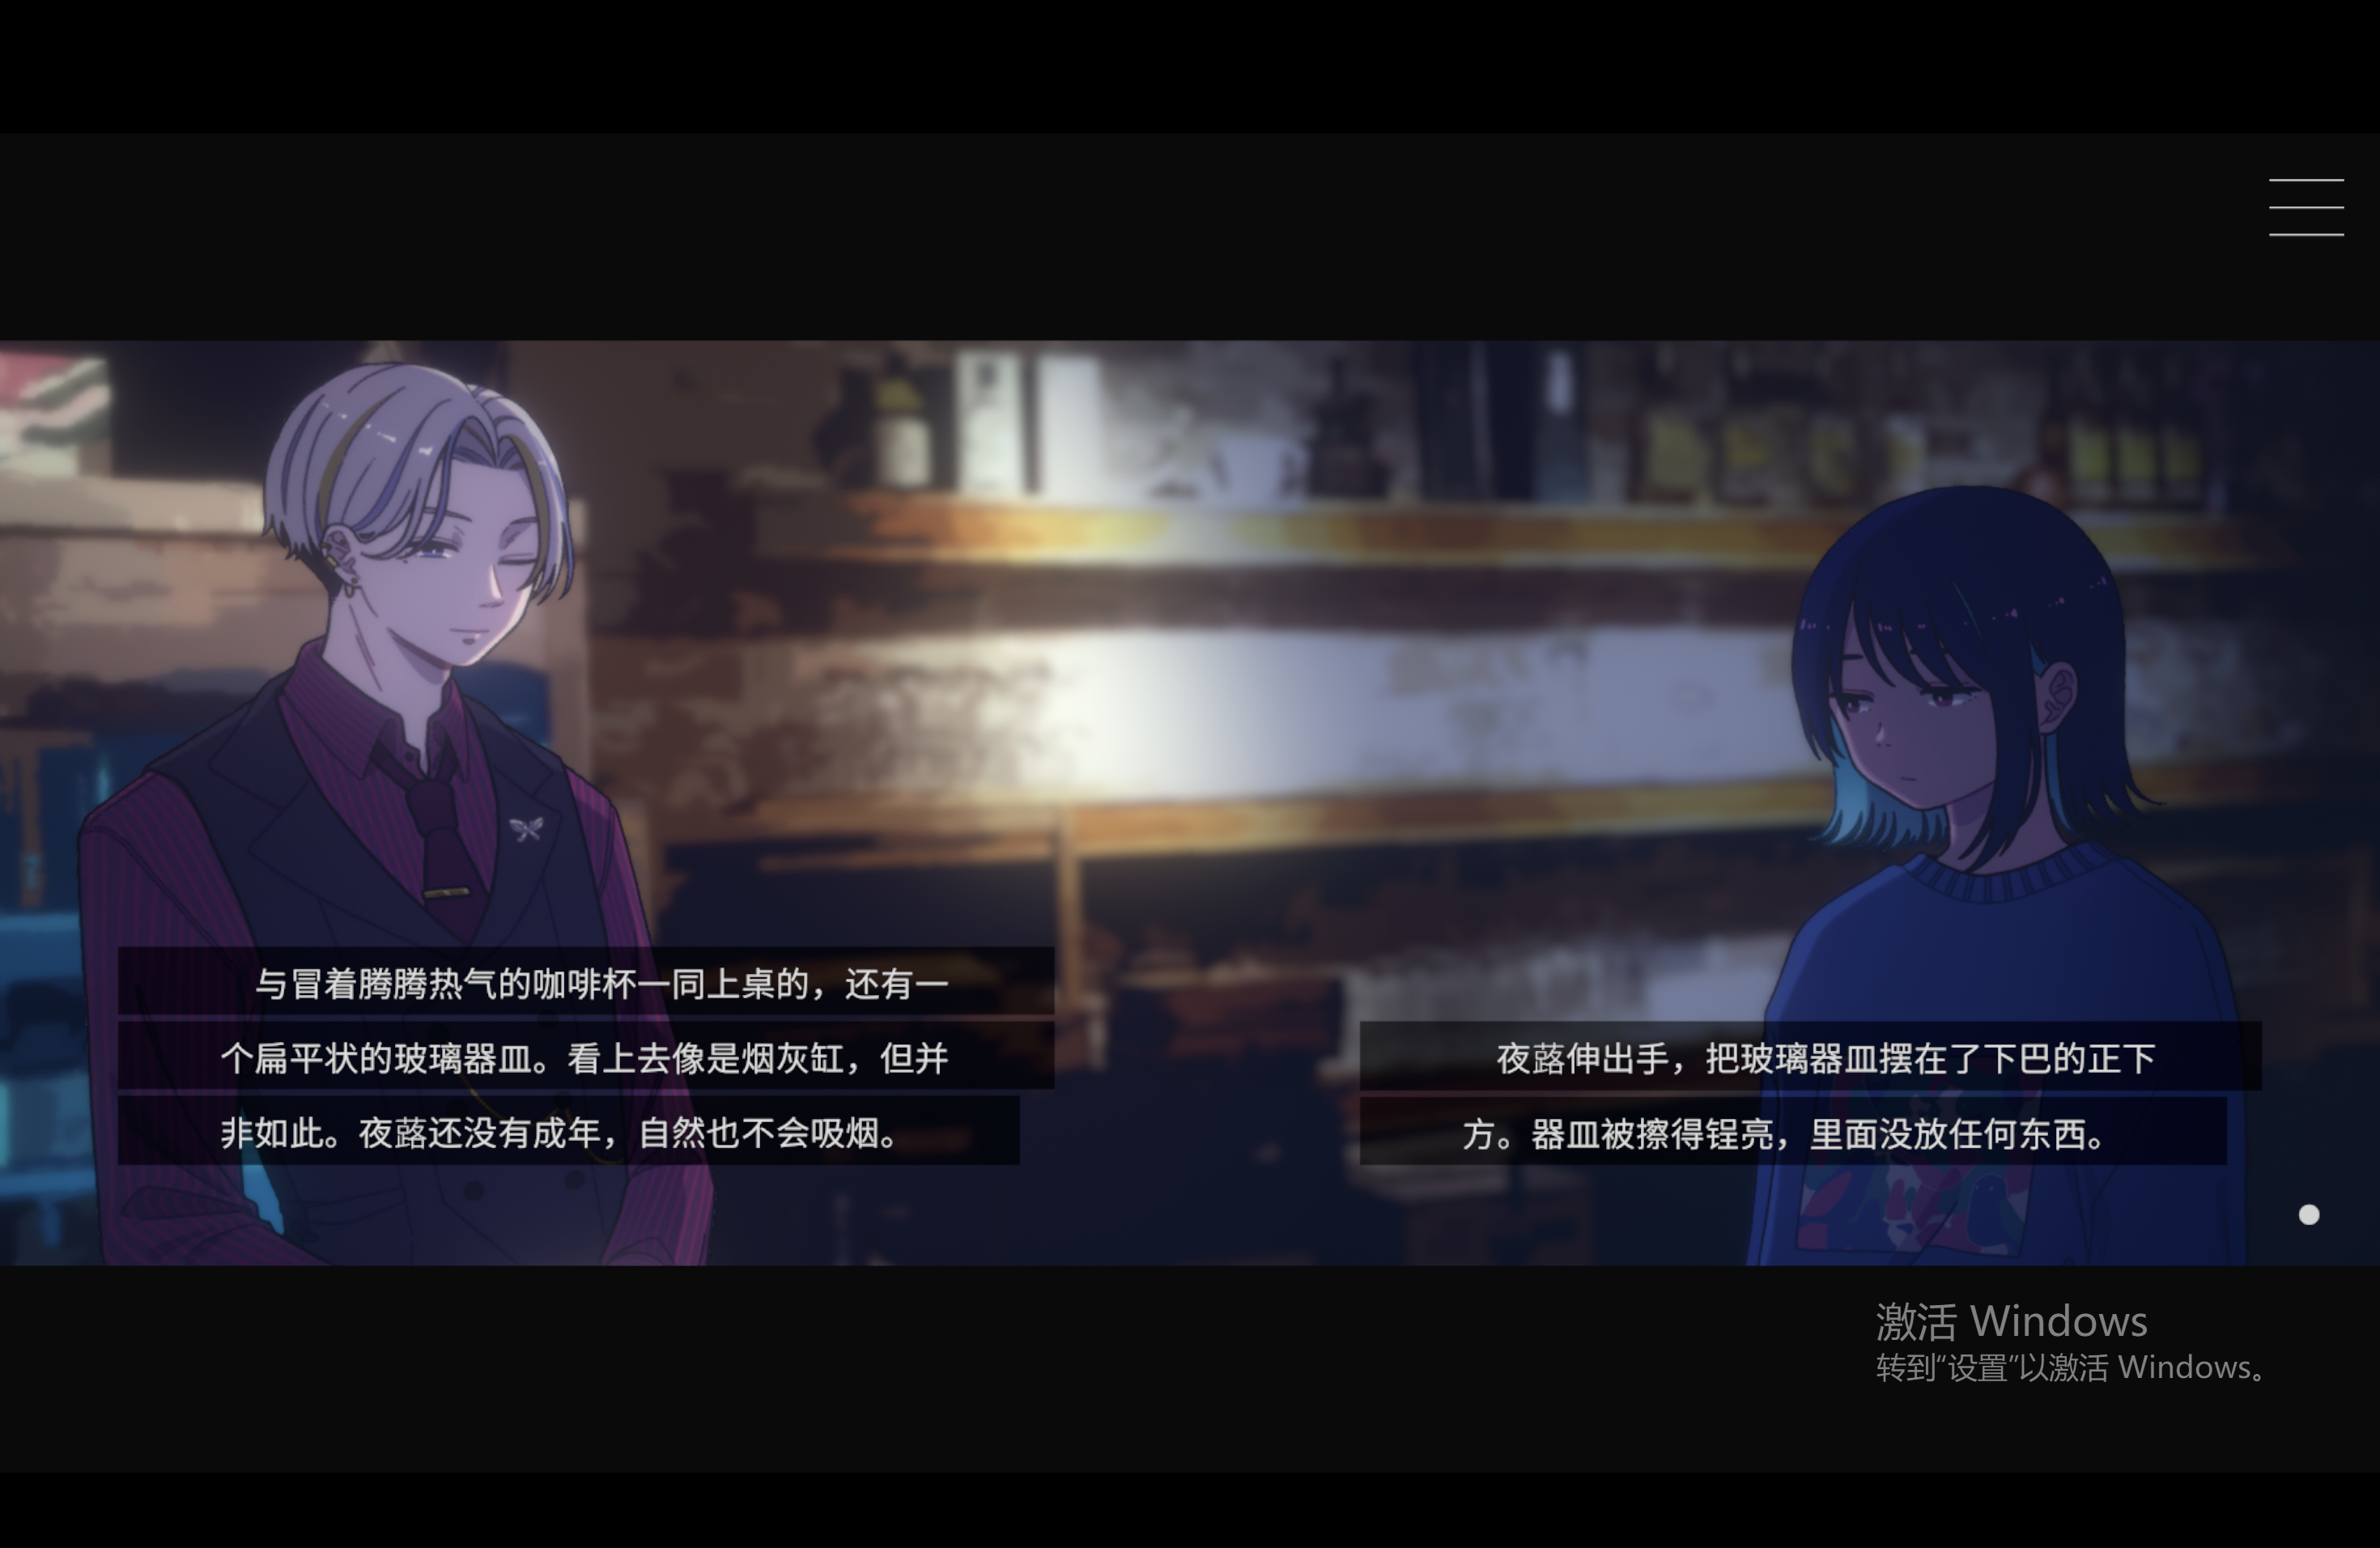 与冒着腾腾热气的咖啡杯一同上桌的，还有一
个扁平状的玻璃器皿。看上去像是烟灰缸，但并
非如此。夜蕗还没有成年，自然也不会吸烟。
夜蕗伸出手，把玻璃器皿摆在了下巴的正下
方。器皿被擦得锃亮，里面没放任何东西。
激活 Windows
转到“设置”以激活 Windows。